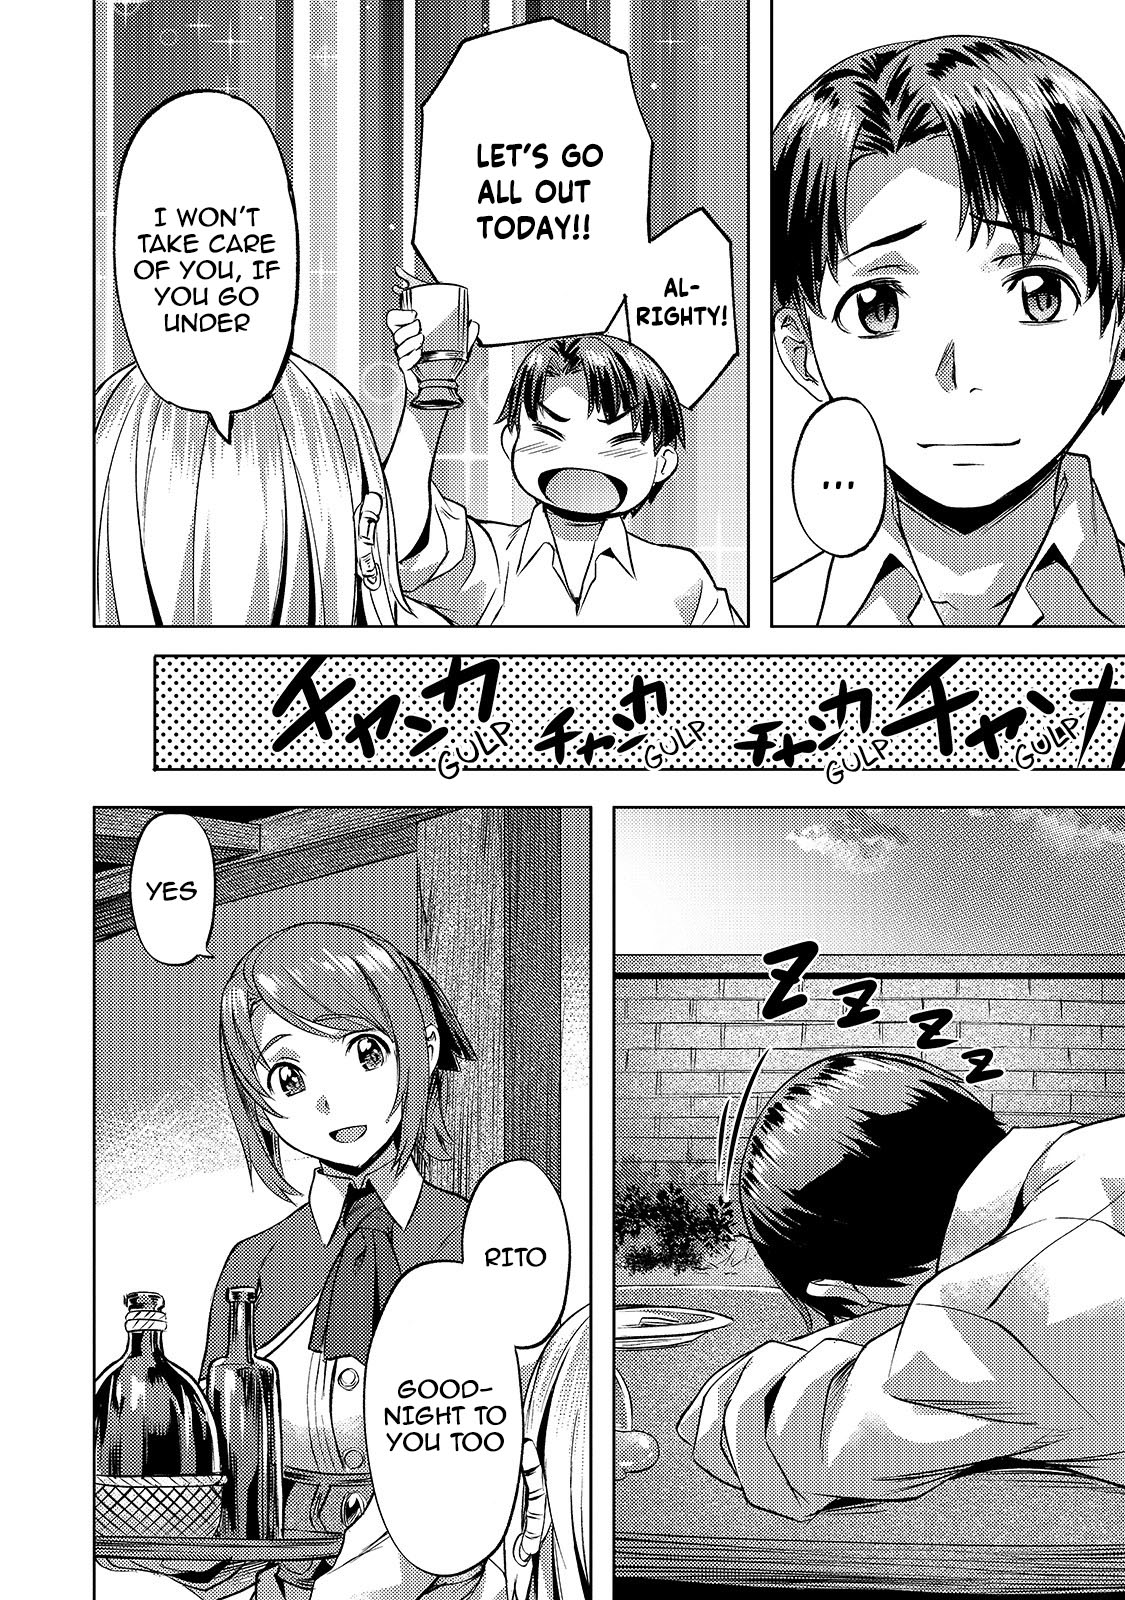 ...
AL-
RIGHTY!
LET'S GO
ALL OUT
TODAY!!
I WON'T
TAKE CARE
OF YOU, IF
YOU GO
UNDER
チャンカ
GULP
チャンカ
GULP
チャンカ
GULP
チャンカ
GULP
Z
Z
Z
Z
RITO
GOOD-
NIGHT TO
YOU TOO
YES